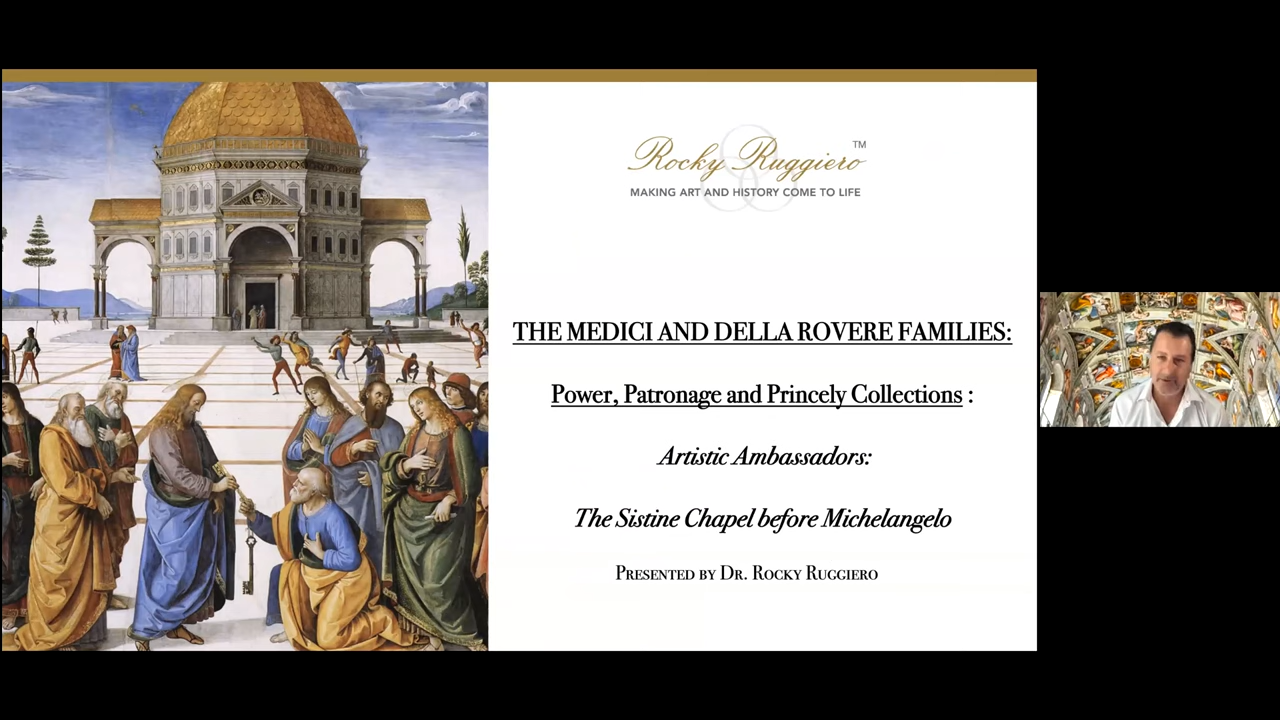 Rocky Ruggiero TM
MAKING ART AND HISTORY COME TO LIFE
THE MEDICI AND DELLA ROVERE FAMILIES:
Power, Patronage and Princely Collections :
Artistic Ambassadors:
The Sistine Chapel before Michelangelo
PRESENTED BY DR. ROCKY RUGGIERO